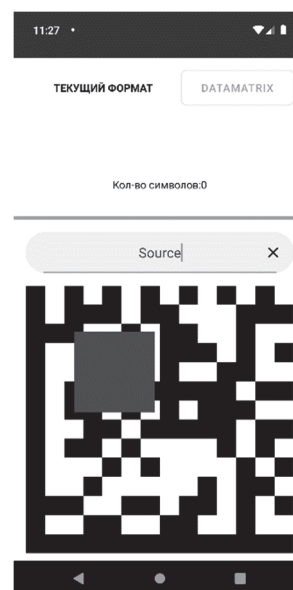 11:27
ТЕКУЩИЙ ФОРМАТ
DATAMATRIX
Кол-во символов:0
Source